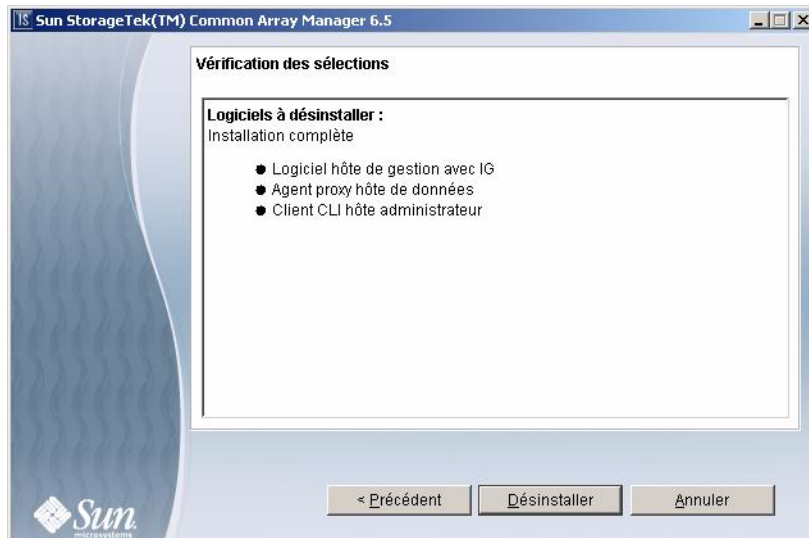 Sun StorageTek(TM) Common Array Manager 6.5
Vérification des sélections
Logiciels à désinstaller :
Installation complète
Logiciel hôte de gestion avec IG
Agent proxy hôte de données
Client CLI hôte administrateur
< Précédent
Désinstaller
Annuler
Sun
microsystems